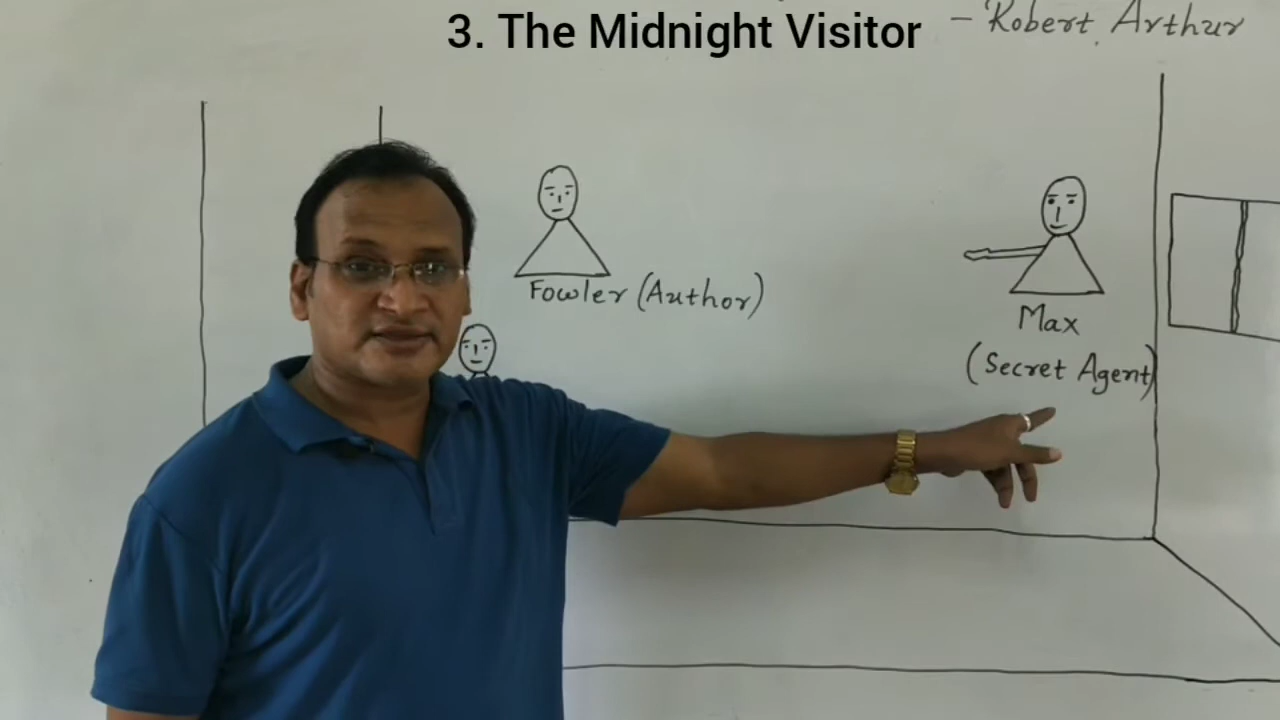 3. The Midnight Visitor
- Robert Arthur
Fowler (Author)
Max
(Secret Agent)